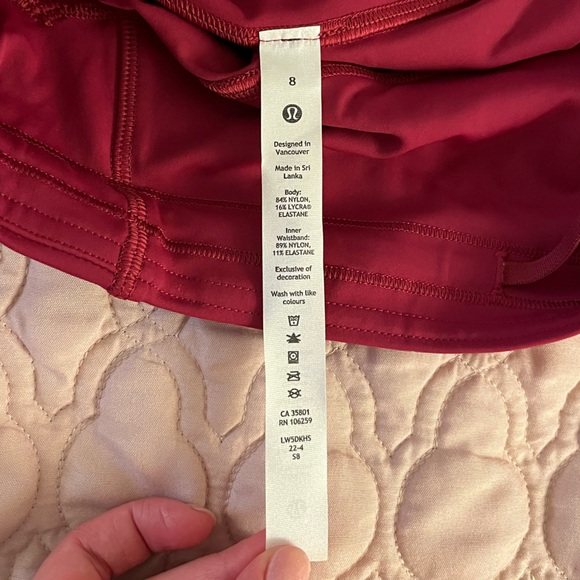 8
Designed in
Vancouver
Made in Sri
Lanka
Body:
84% NYLON,
16% LYCRA®
ELASTANE
Inner
Waistband:
89% NYLON,
11% ELASTANE
Exclusive of
decoration
Wash with like
colours
CA 35801
RN 106259
LW5DKHS
22-4
SB